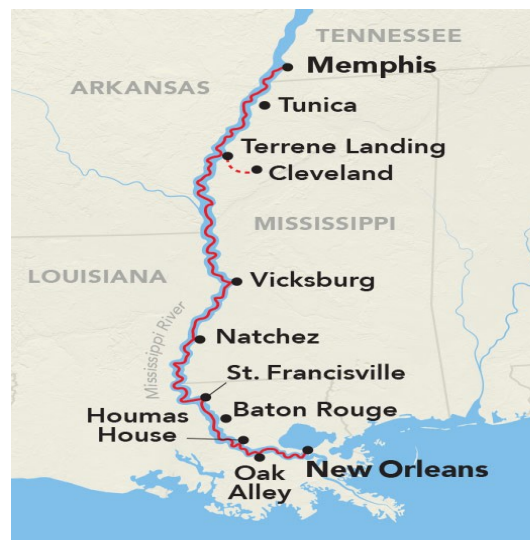 TENNESSEE
Memphis
ARKANSAS
Tunica
Terrene Landing
Cleveland
MISSISSIPPI
LOUISIANA
Vicksburg
Mississippi River
Natchez
St. Francisville
Baton Rouge
Houmas
House
Oak
Alley
New Orleans